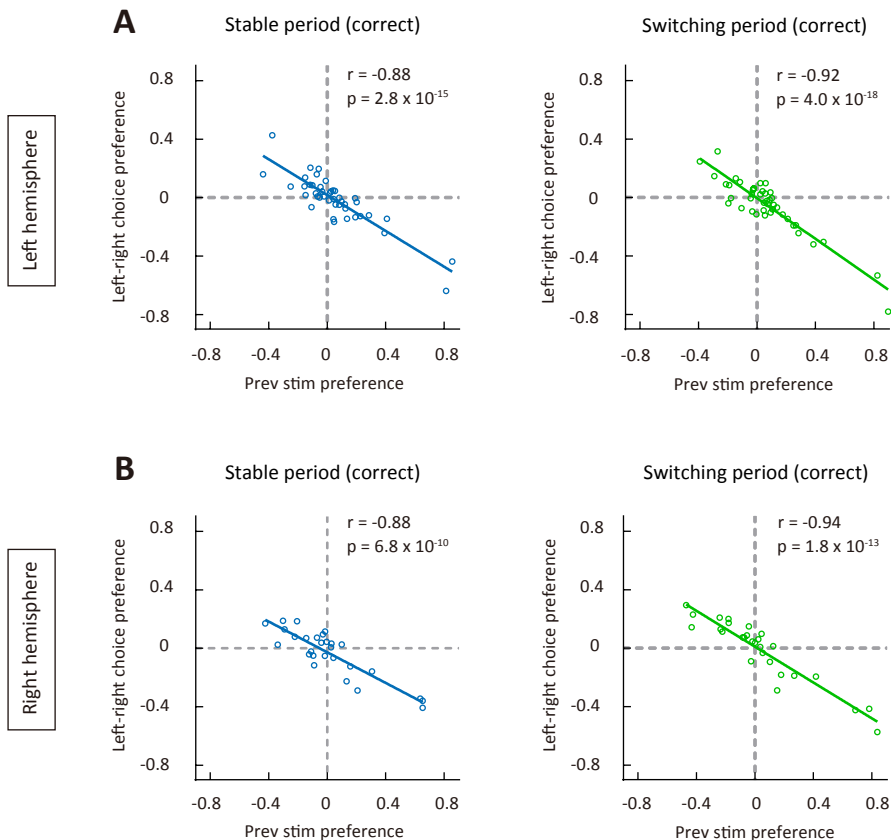 A
Stable period (correct)
Switching period (correct)
Left hemisphere
Left-right choice preference
0.8
0.4
0
-0.4
-0.8
r = -0.88
p = 2.8 x 10-15
-0.8 -0.4 0 0.4 0.8
Prev stim preference
Left-right choice preference
0.8
0.4
0
-0.4
-0.8
r = -0.92
p = 4.0 x 10-18
-0.8 -0.4 0 0.4 0.8
Prev stim preference
B
Stable period (correct)
Switching period (correct)
Right hemisphere
Left-right choice preference
0.8
0.4
0
-0.4
-0.8
r = -0.88
p = 6.8 x 10-10
-0.8 -0.4 0 0.4 0.8
Prev stim preference
Left-right choice preference
0.8
0.4
0
-0.4
-0.8
r = -0.94
p = 1.8 x 10-13
-0.8 -0.4 0 0.4 0.8
Prev stim preference